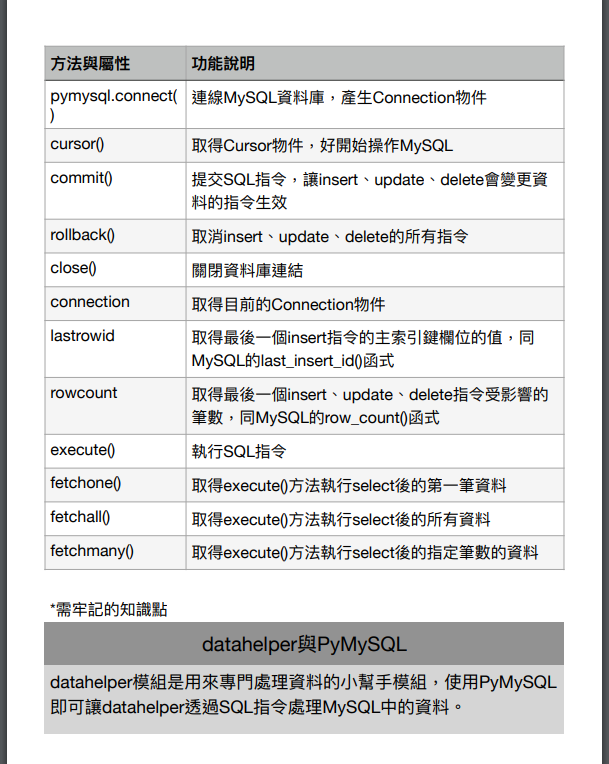 方法與屬性 功能說明
pymysql.connect( 連線MySQL資料庫，產生Connection物件
)
cursor() 取得Cursor物件，好開始操作MySQL
commit() 提交SQL指令，讓insert、update、delete會變更資
料的指令生效
rollback() 取消insert、update、delete的所有指令
close() 關閉資料庫連結
connection 取得目前的Connection物件
lastrowid 取得最後一個insert指令的主索引鍵欄位的值，同
MySQL的last_insert_id()函式
rowcount 取得最後一個insert、update、delete指令受影響的
筆數，同MySQL的row_count()函式
execute() 執行SQL指令
fetchone() 取得execute()方法執行select後的第一筆資料
fetchall() 取得execute()方法執行select後的所有資料
fetchmany() 取得execute()方法執行select後的指定筆數的資料
*需牢記的知識點
datahelper與PyMySQL
datahelper模組是用來專門處理資料的小幫手模組，使用PyMySQL
即可讓datahelper透過SQL指令處理MySQL中的資料。